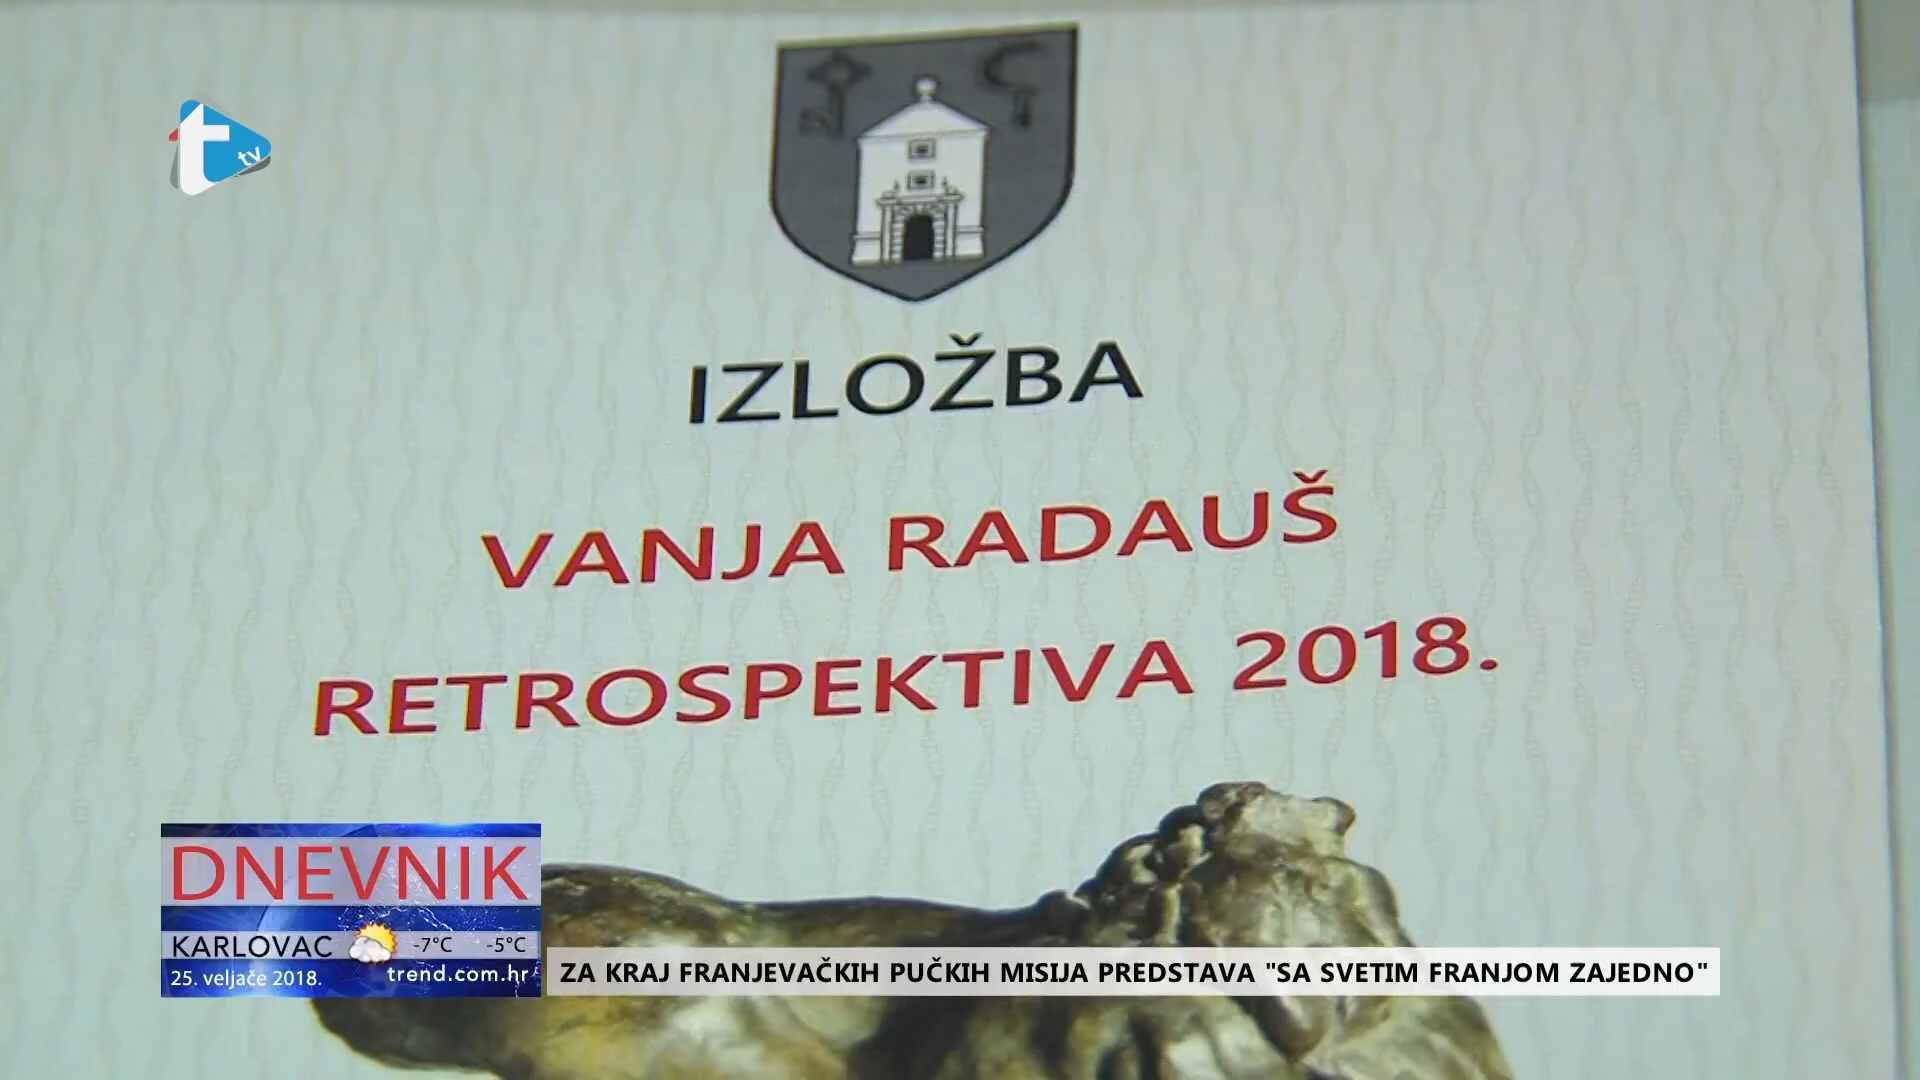 t tv
IZLOŽBA
VANJA RADAUŠ
RETROSPEKTIVA 2018.
DNEVNIK
KARLOVAC -7°C -5°C
25. veljače 2018. trend.com.hr
ZA KRAJ FRANJEVAČKIH PUČKIH MISIJA PREDSTAVA "SA SVETIM FRANJOM ZAJEDNO"